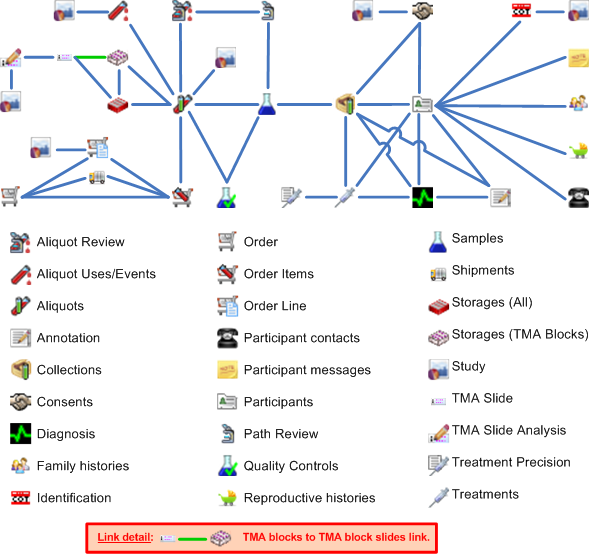 Aliquot Review
Aliquot Uses/Events
Aliquots
Annotation
Collections
Consents
Diagnosis
Family histories
Identification
Order
Order Items
Order Line
Participant contacts
Participant messages
Participants
Path Review
Quality Controls
Reproductive histories
Samples
Shipments
Storages (All)
Storages (TMA Blocks)
Study
TMA Slide
TMA Slide Analysis
Treatment Precision
Treatments
Link detail: TMA blocks to TMA block slides link.